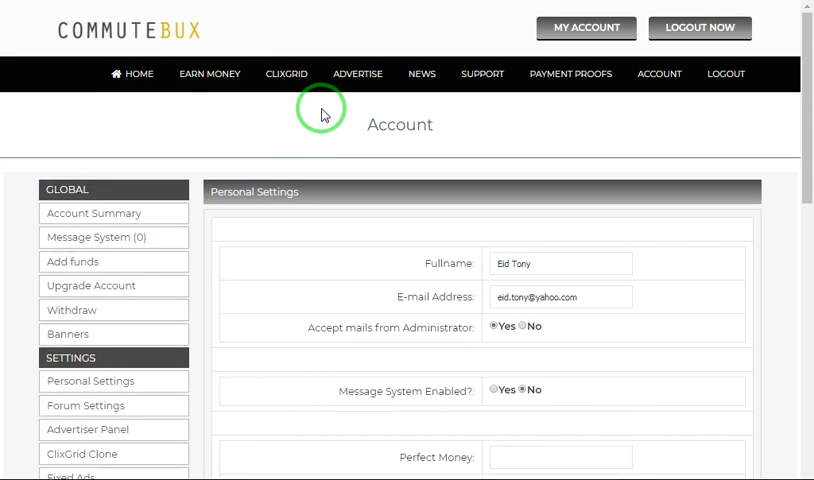 COMMUTEBUX
MY ACCOUNT
LOGOUT NOW
HOME
EARN MONEY
CLIXGRID
ADVERTISE
NEWS
SUPPORT
PAYMENT PROOFS
ACCOUNT
LOGOUT
Account
GLOBAL
Account Summary
Message System (0)
Add funds
Upgrade Account
Withdraw
Banners
SETTINGS
Personal Settings
Forum Settings
Advertiser Panel
ClixGrid Clone
Fixed Ads
Personal Settings
Fullname: Eid Tony
E-mail Address: eid.tony@yahoo.com
Accept mails from Administrator: Yes No
Message System Enabled?: Yes No
Perfect Money: